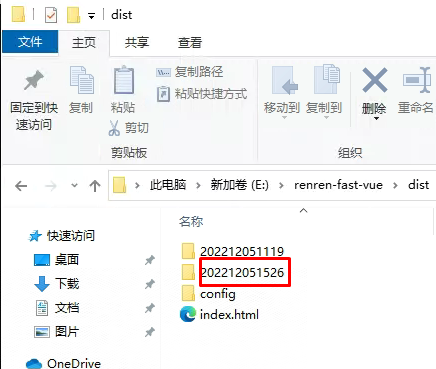 dist
文件 主页 共享 查看
固定到快速访问
复制
粘贴
复制路径
粘贴快捷方式
剪切
移动到
复制到
删除
重命名
剪贴板
组织
此电脑 > 新加卷 (E:) > renren-fast-vue > dist
名称
快速访问
桌面
下载
文档
图片
OneDrive
202212051119
202212051526
config
index.html